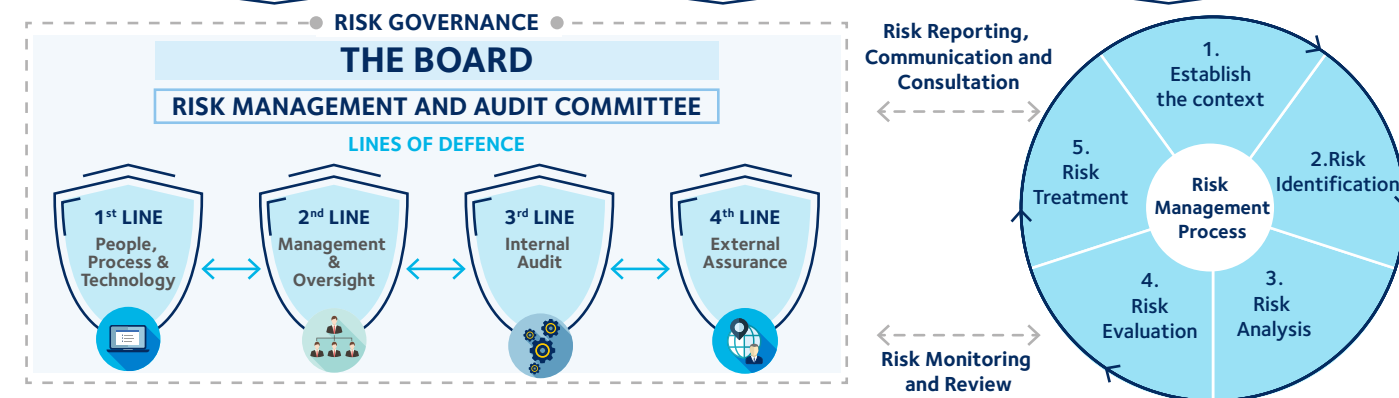 RISK GOVERNANCE
THE BOARD
RISK MANAGEMENT AND AUDIT COMMITTEE
LINES OF DEFENCE
1st LINE
People,
Process &
Technology
2nd LINE
Management
&
Oversight
3rd LINE
Internal
Audit
4th LINE
External
Assurance
Risk Reporting,
Communication and
Consultation
Risk Monitoring
and Review
Risk
Management
Process
1.
Establish
the context
2.Risk
Identification
3.
Risk
Analysis
4.
Risk
Evaluation
5.
Risk
Treatment